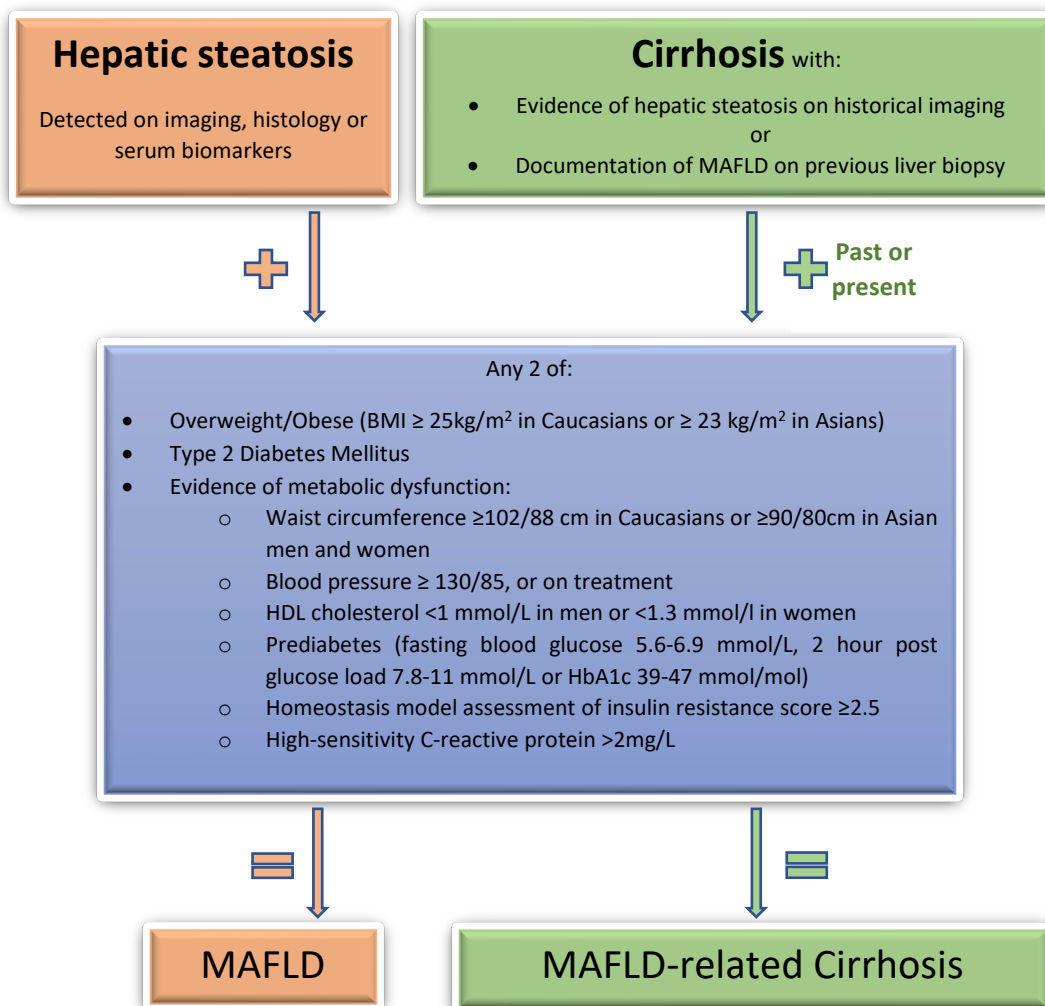 Hepatic steatosis
Detected on imaging, histology or
serum biomarkers
Cirrhosis with:
• Evidence of hepatic steatosis on historical imaging
or
• Documentation of MAFLD on previous liver biopsy
Past or
present
Any 2 of:
• Overweight/Obese (BMI ≥ 25kg/m² in Caucasians or ≥ 23 kg/m² in Asians)
• Type 2 Diabetes Mellitus
• Evidence of metabolic dysfunction:
o Waist circumference ≥102/88 cm in Caucasians or ≥90/80cm in Asian
men and women
o Blood pressure ≥ 130/85, or on treatment
o HDL cholesterol <1 mmol/L in men or <1.3 mmol/l in women
o Prediabetes (fasting blood glucose 5.6-6.9 mmol/L, 2 hour post
glucose load 7.8-11 mmol/L or HbA1c 39-47 mmol/mol)
o Homeostasis model assessment of insulin resistance score ≥2.5
o High-sensitivity C-reactive protein >2mg/L
MAFLD
MAFLD-related Cirrhosis